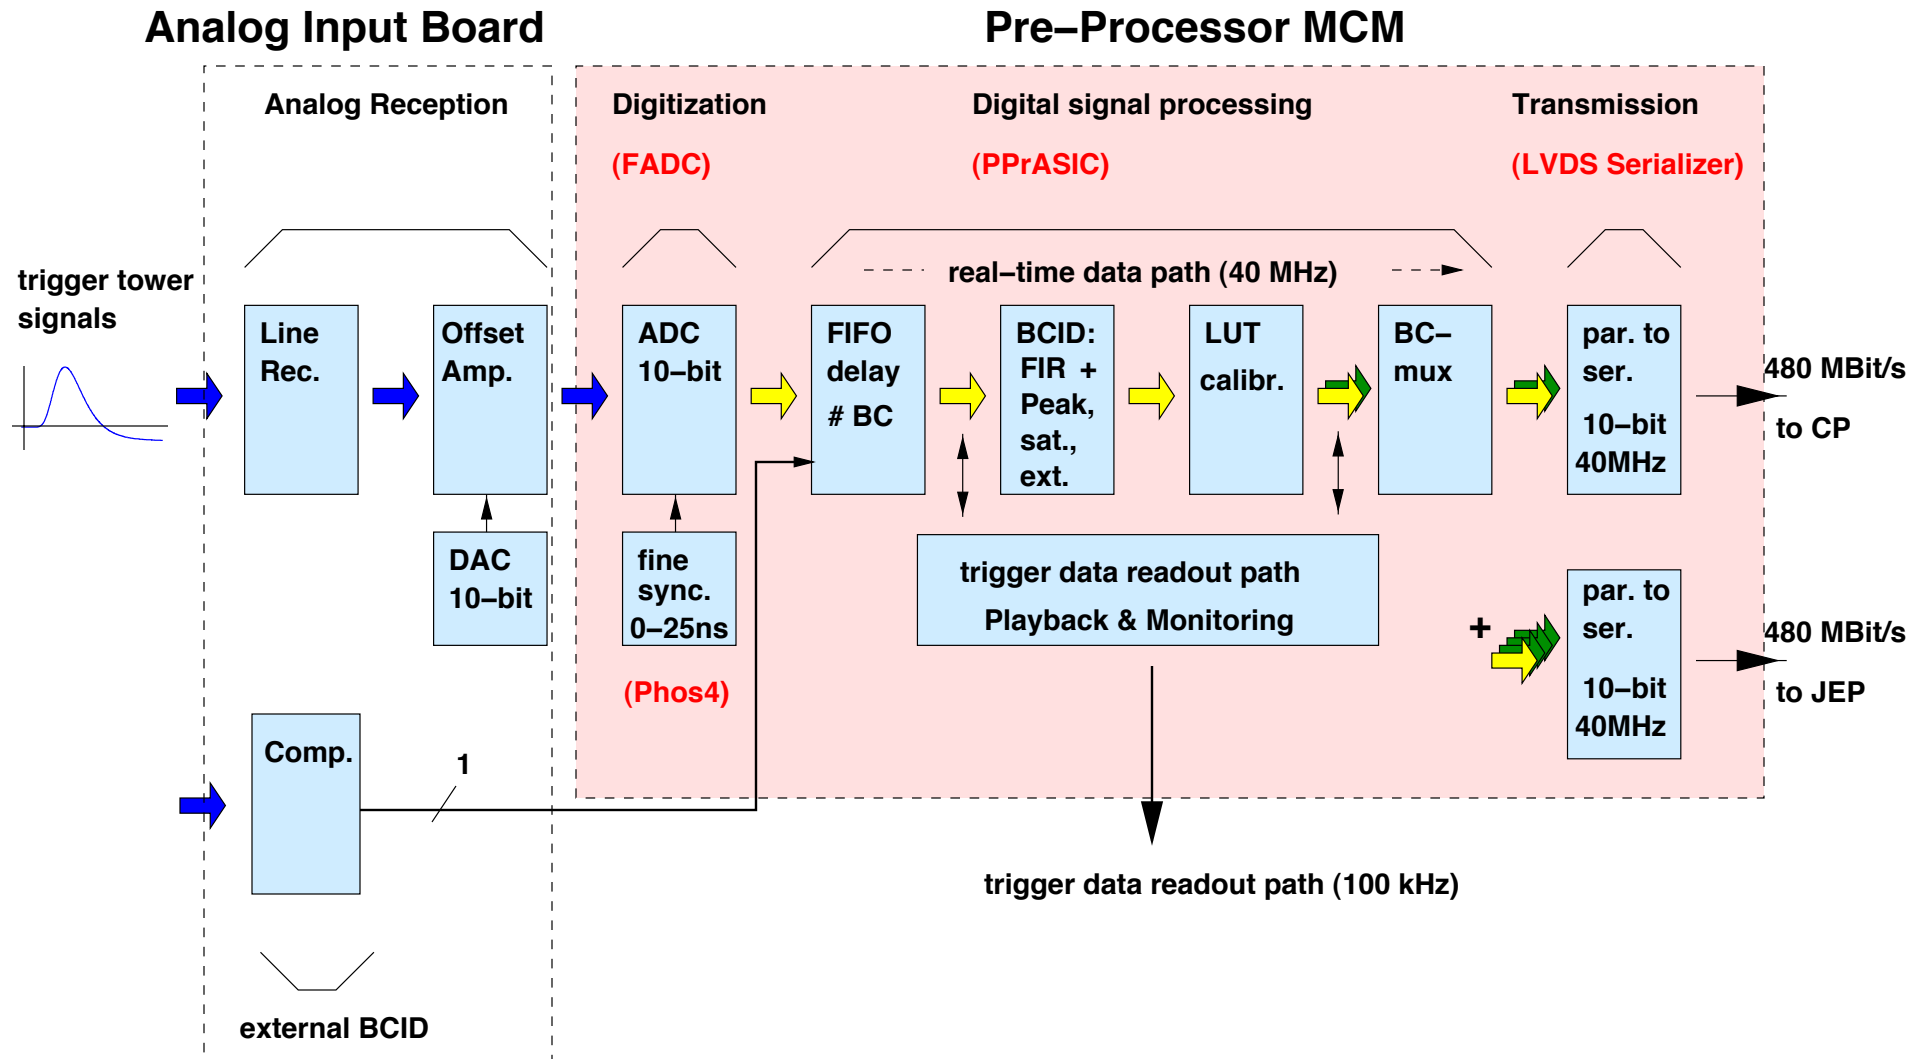 Analog Input Board
Pre–Processor MCM
Analog Reception
Digitization
(FADC)
Digital signal processing
(PPrASIC)
Transmission
(LVDS Serializer)
trigger tower
signals
real–time data path (40 MHz)
Line
Rec.
Offset
Amp.
ADC
10–bit
FIFO
delay
# BC
BCID:
FIR +
Peak,
sat.,
ext.
LUT
calibr.
BC–
mux
par. to
ser.
10–bit
40MHz
480 MBit/s
to CP
DAC
10–bit
fine
sync.
0–25ns
(Phos4)
trigger data readout path
Playback & Monitoring
+
par. to
ser.
10–bit
40MHz
480 MBit/s
to JEP
Comp.
1
trigger data readout path (100 kHz)
external BCID